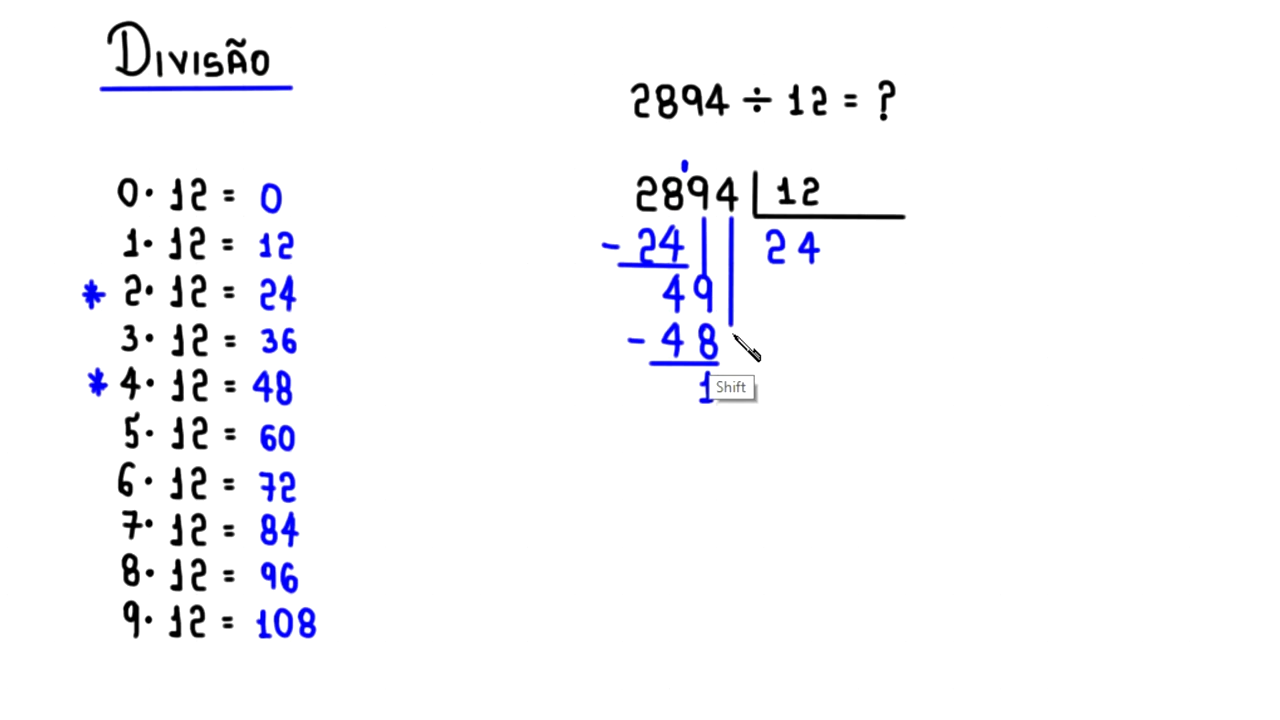 DIVISÃO
0· 12 = 0
1· 12 = 12
* 2· 12 = 24
3· 12 = 36
* 4· 12 = 48
5· 12 = 60
6· 12 = 72
7· 12 = 84
8· 12 = 96
9· 12 = 108
2894 ÷ 12 = ?
28'94 12
- 24 24
49
- 48
1
Shift